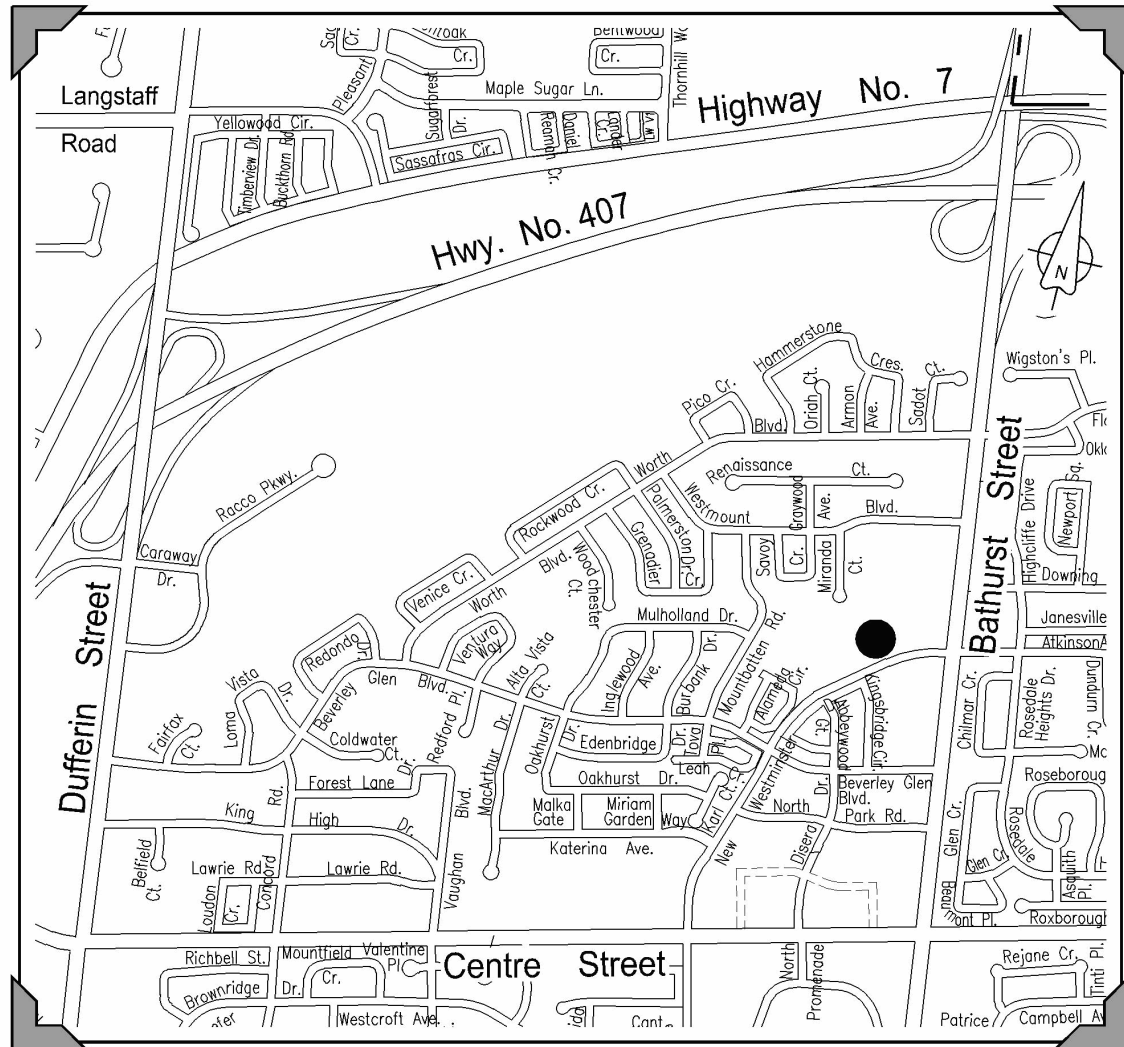 Pleasant
Cr.
Bentwood
Cr.
Thornhill
Langstaff
Road
Maple Sugar Ln.
Highway No. 7
Yellowood Cir.
Sugarforest
Dr.
Reaman Cr.
Daniel
Timberview Dr.
Buckthorn Rd.
Sassafras Cir.
Hwy. No. 407
N
Hammerstone
Cres.
Wigston's Pl.
Pico Cr.
Blvd.
Oriah Ct.
Armon
Ave.
Sadot
Ct.
Bathurst Street
Worth
Renaissance
Ct.
Racco Pkwy.
Rockwood Cr.
Westmount
Blvd.
Graywood
Ave.
Palmerston Dr.
Cr.
Grenadier
Highcliffe Drive
Newport Sq.
Caraway
Dr.
Blvd.
Woodchester
Ct.
Savoy
Cr.
Miranda
Ct.
Downing
Venice Cr.
Worth
Mulholland Dr.
Janesville
Atkinson A
Dufferin Street
Redondo
Dr.
Ventura
Way
Alta Vista
Ct.
Inglewood
Ave.
Burbank
Dr.
Mountbatten Rd.
Alameda
Cir.
Kingsbridge Cir.
Chilmar Cr.
Rosedale
Heights Dr.
Dundurn Cr.
Vista
Dr.
Loma
Fairfax
Ct.
Beverley
Glen
Blvd.
Redford Pl.
Coldwater
Ct.
MacArthur
Dr.
Oakhurst
Dr.
Edenbridge
Dr.
Tova
Pl.
Leah
Abbeywood
Ct.
Dr.
Beverley Glen
Blvd.
Forest Lane
Dr.
Oakhurst Dr.
Karl Ct.
New
Westminster
North
Park Rd.
Roseboroug
King
High
Dr.
Rd.
Blvd.
Malka
Gate
Miriam
Garden
Way
Katerina Ave.
Disera
Glen Cr.
Rosedale
Glen Cr.
Asquith
Pl.
Belfield
Ct.
Lawrie Rd.
Lawrie Rd.
Loudon
Cr.
Concord
Vaughan
Beaumont Pl.
Roxborough
Richbell St.
Mountfield
Cr.
Valentine
Pl.
Centre Street
North
Promenade
Rejane Cr.
Tinti Pl.
Brownridge
Dr.
Westcroft Ave.
Patrice
Campbell Av